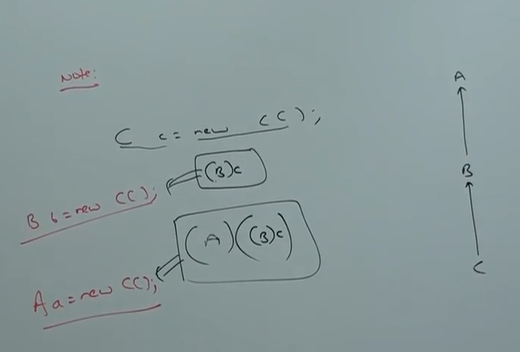 Note:
C c = new C();
(B)c
B b = new C();
(A)((B)c)
A a = new C();
A
B
C